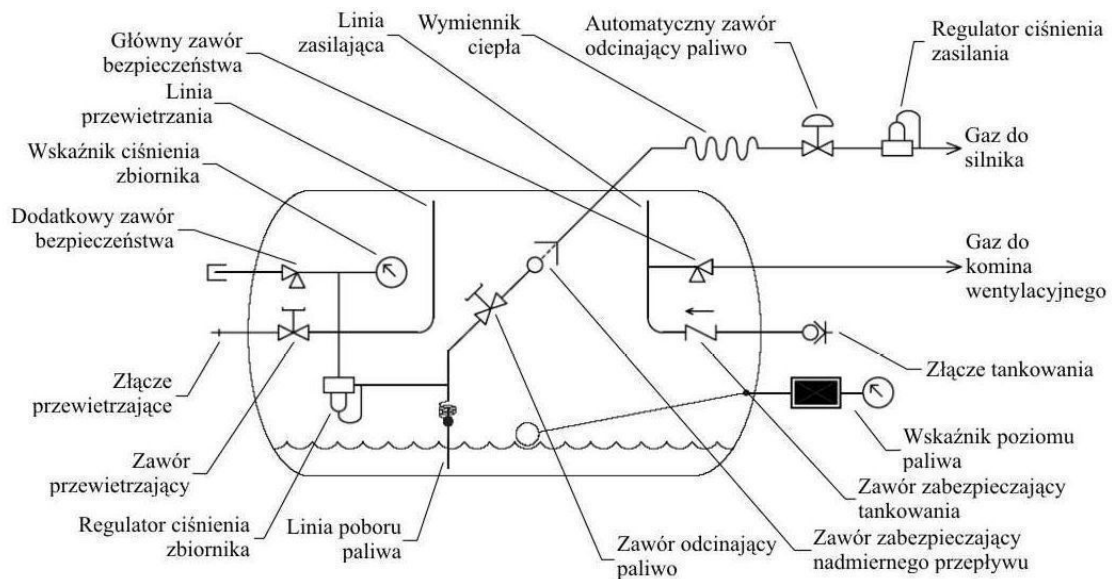 Linia
zasilająca
Wymiennik
ciepła
Automatyczny zawór
odcinający paliwo
Regulator ciśnienia
zasilania
Główny zawór
bezpieczeństwa
Linia
przewietrzania
Wskaźnik ciśnienia
zbiornika
Dodatkowy zawór
bezpieczeństwa
Gaz do
silnika
Gaz do
komina
wentylacyjnego
Złącze
przewietrzające
Złącze tankowania
Zawór
przewietrzający
Wskaźnik poziomu
paliwa
Regulator ciśnienia
zbiornika
Linia poboru
paliwa
Zawór odcinający
paliwo
Zawór zabezpieczający
tankowania
Zawór zabezpieczający
nadmiernego przepływu